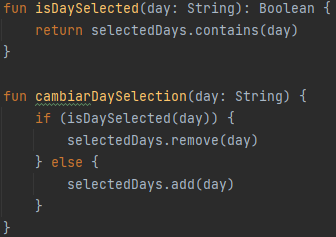 fun isDaySelected(day: String): Boolean {
    return selectedDays.contains(day)
}

fun cambiarDaySelection(day: String) {
    if (isDaySelected(day)) {
        selectedDays.remove(day)
    } else {
        selectedDays.add(day)
    }
}